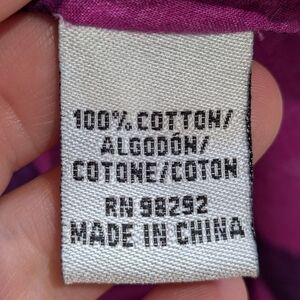 100% COTTON/
ALGODÓN/
COTONE/COTON
RN 98292
MADE IN CHINA